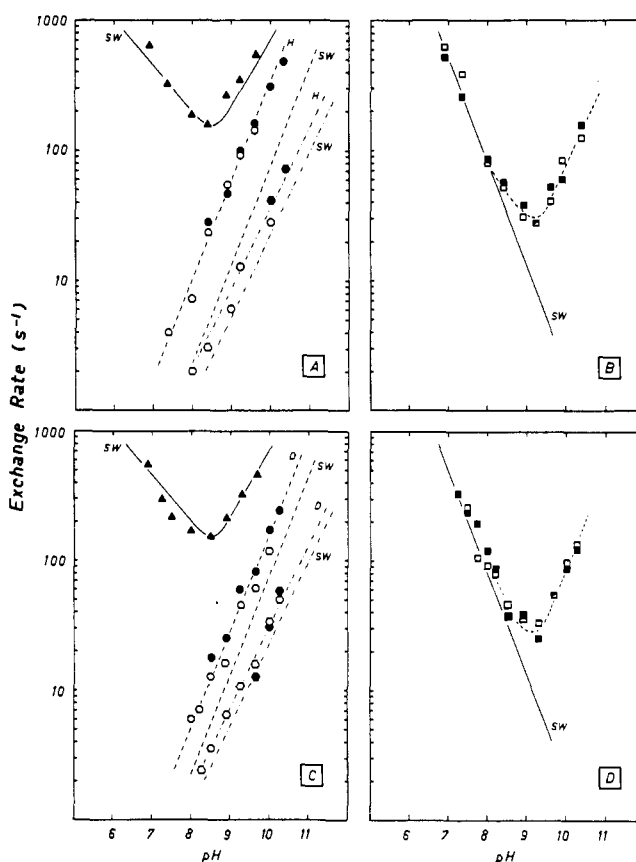 1000
100
10
SW
H
SW
H
SW
A
SW
B
1000
100
10
SW
D
SW
D
SW
C
SW
D
6 7 8 9 10 11
pH
6 7 8 9 10 11
pH
Exchange Rate (s⁻¹)